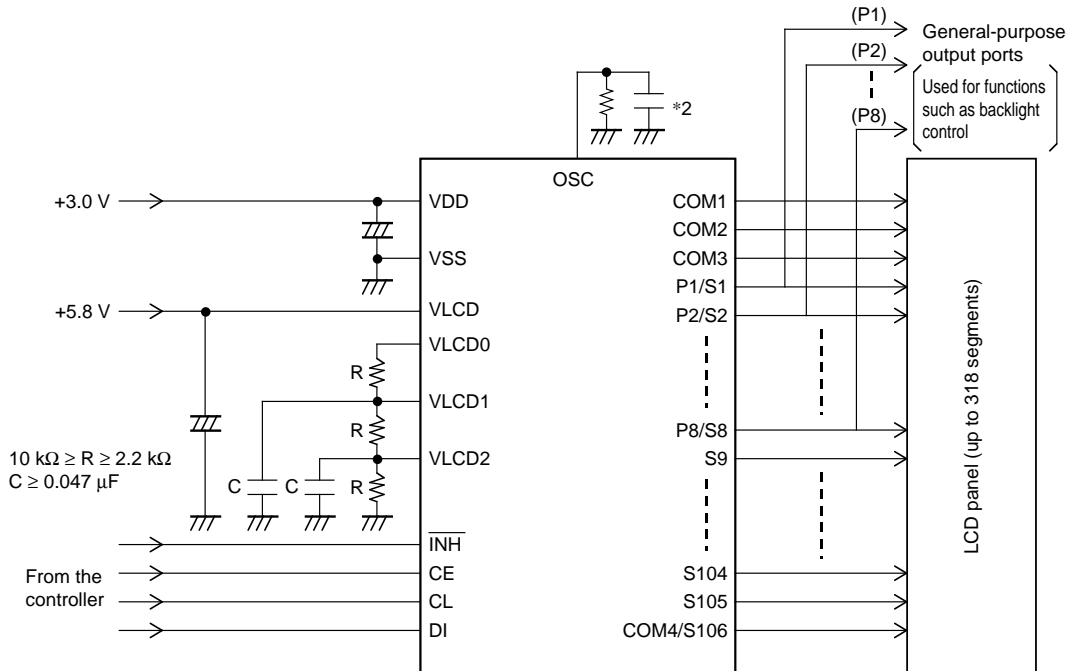 (P1)
General-purpose
output ports
(P2)
Used for functions
such as backlight
control
(P8)
*2
OSC
+3.0 V
VDD
COM1
COM2
VSS
COM3
P1/S1
+5.8 V
VLCD
P2/S2
VLCD0
R
VLCD1
R
P8/S8
VLCD2
S9
10 kΩ ≥ R ≥ 2.2 kΩ
C ≥ 0.047 μF
C
C
R
LCD panel (up to 318 segments)
INH
From the
controller
CE
S104
CL
S105
DI
COM4/S106